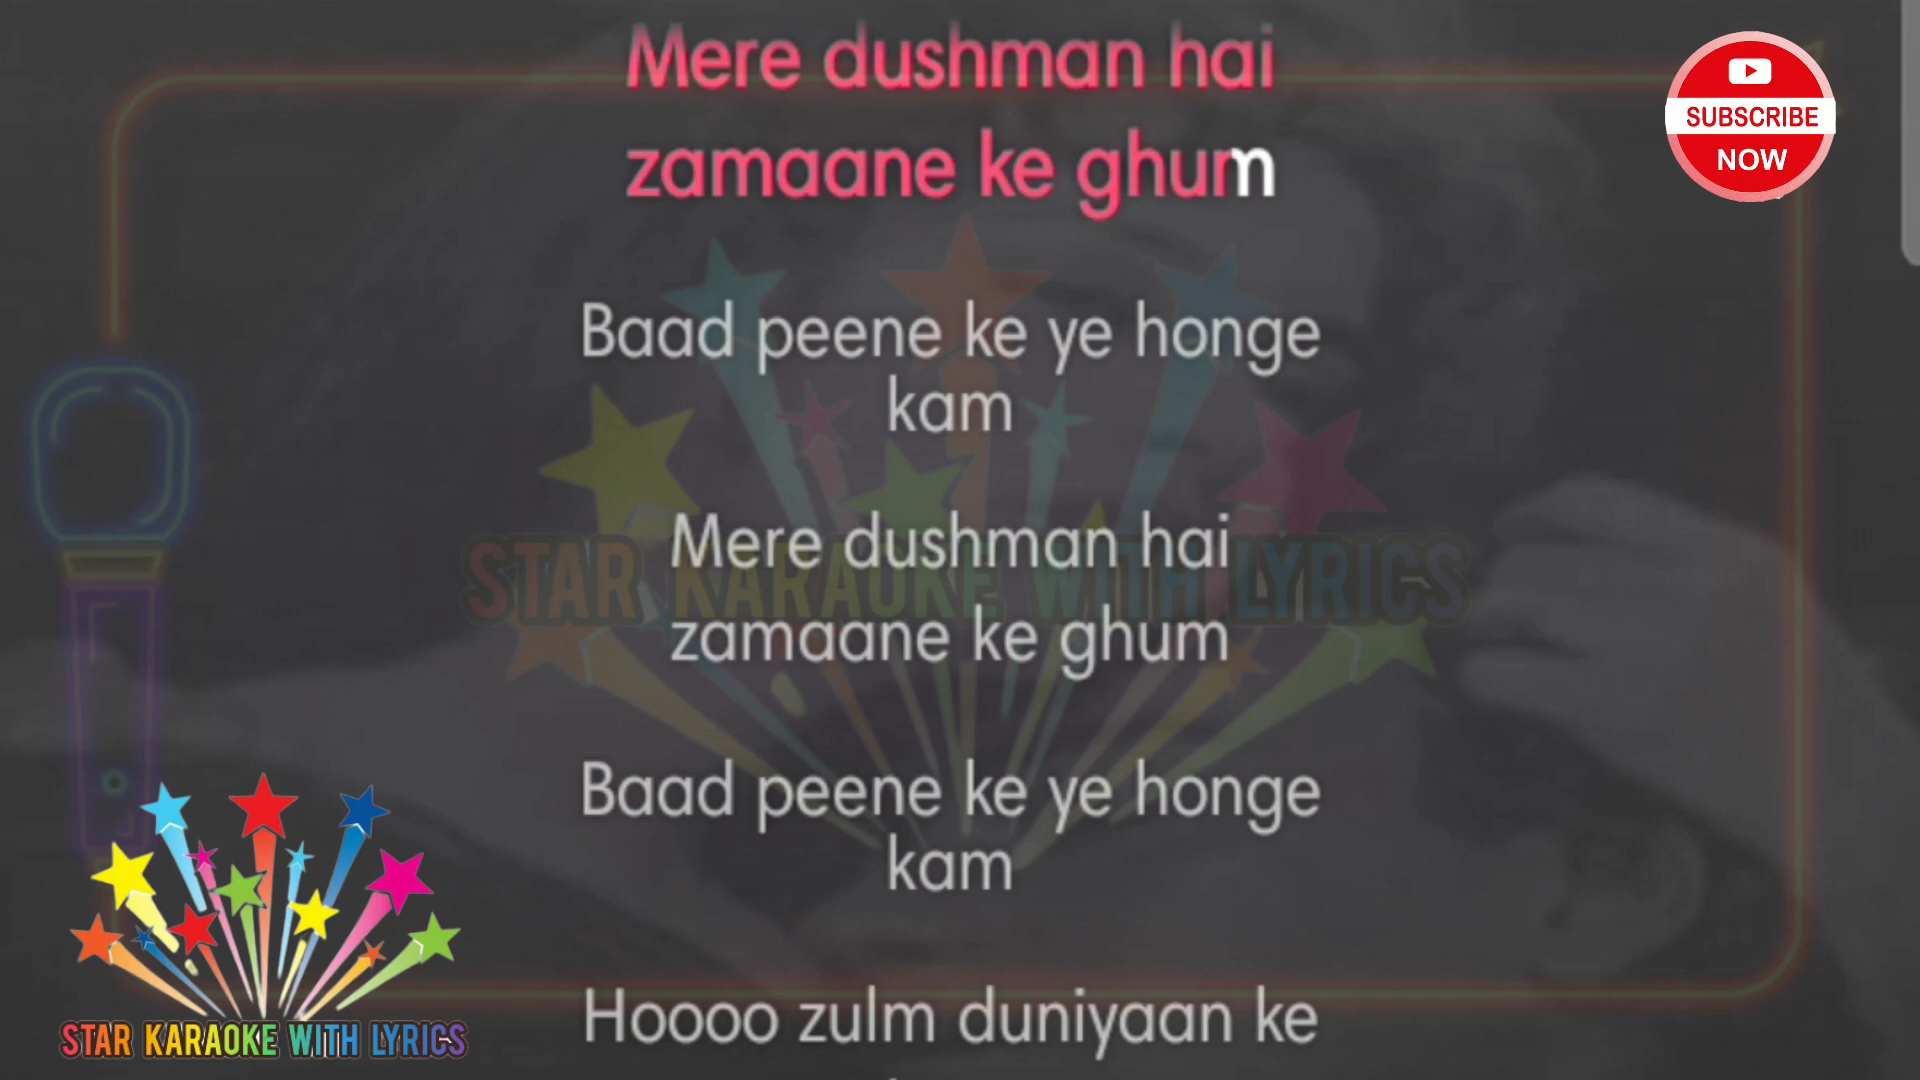 Mere dushman hai
zamaane ke ghum
SUBSCRIBE
NOW
Baad peene ke ye honge
kam
Mere dushman hai
STAR KARAOKE WITH LYRICS
zamaane ke ghum
Baad peene ke ye honge
kam
Hoooo zulm duniyaan ke
STAR KARAOKE WITH LYRICS